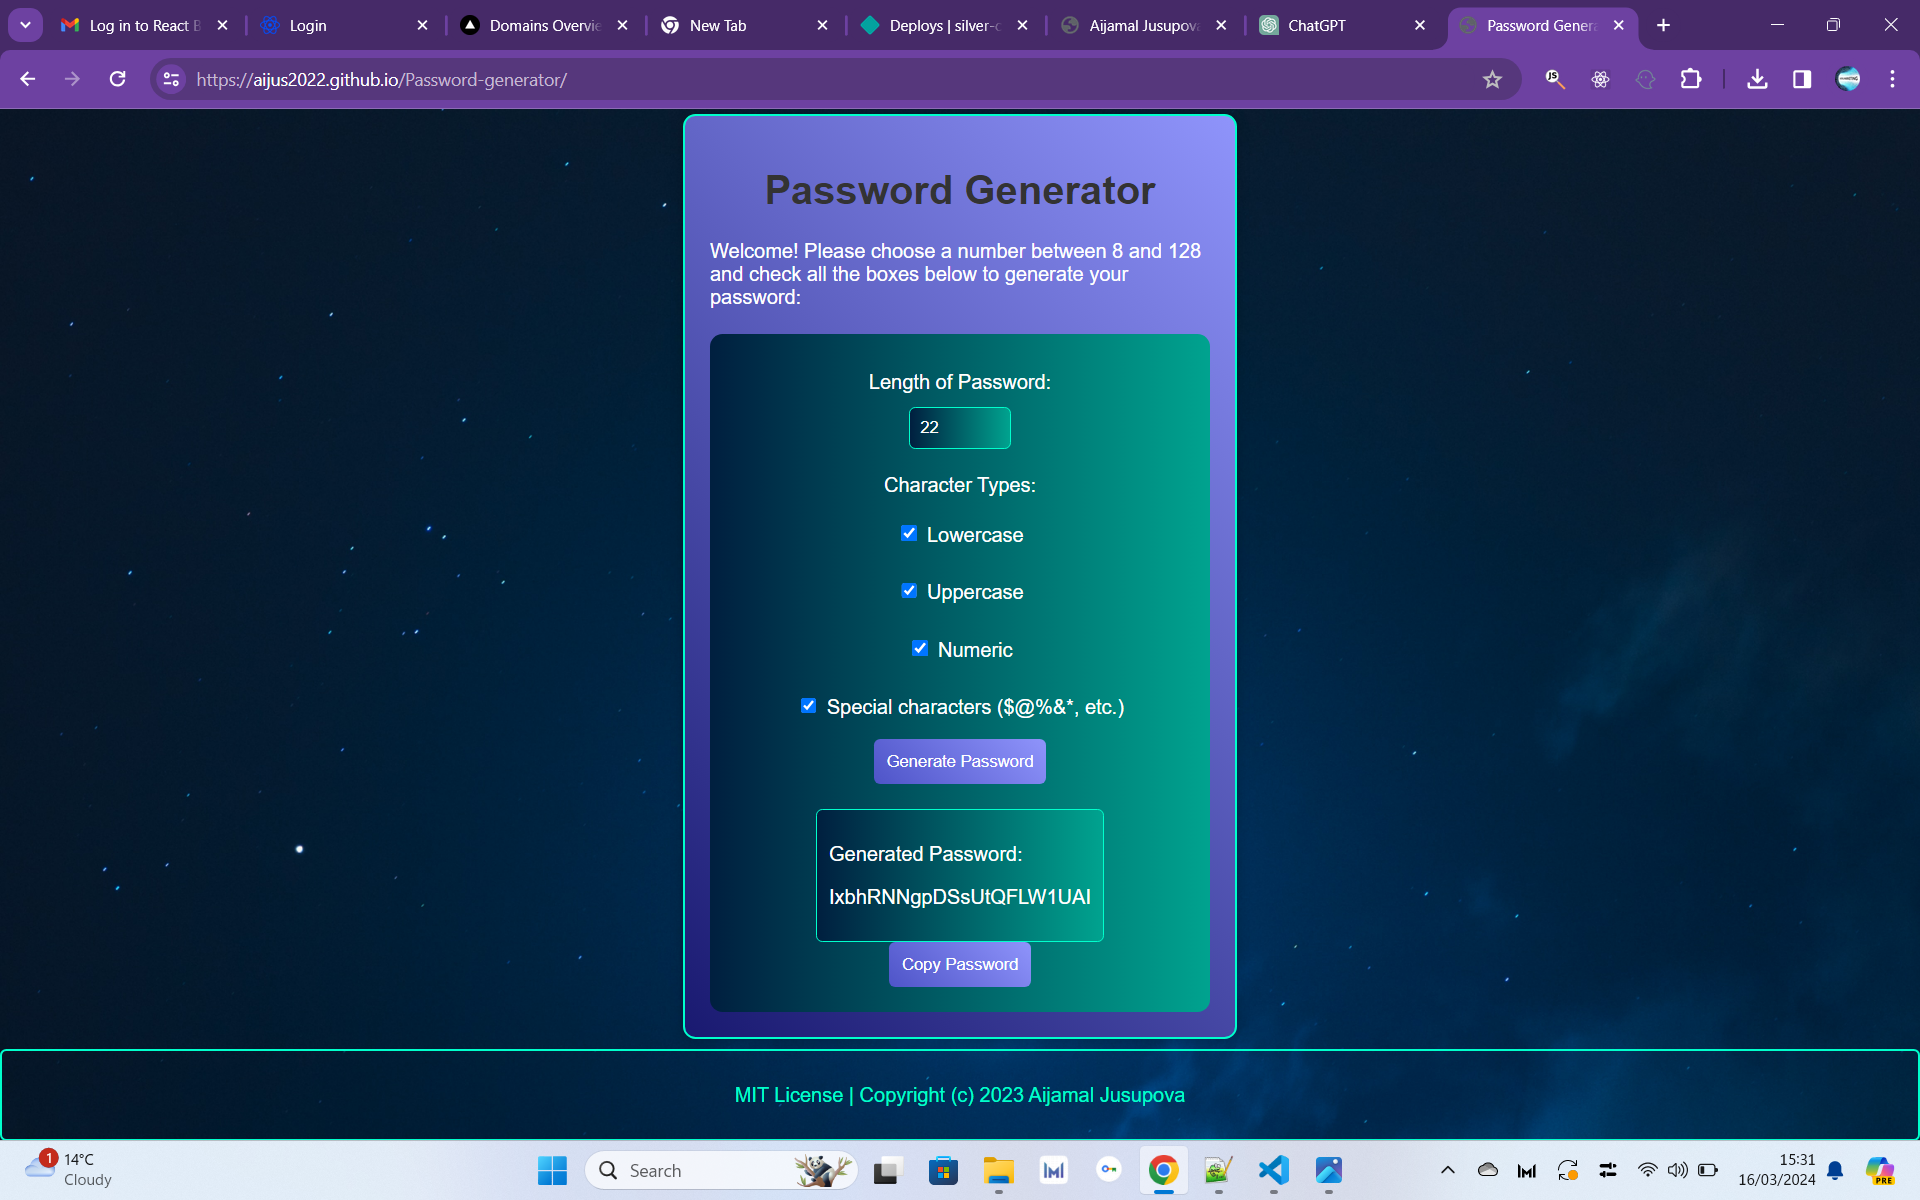 Log in to React B
Login
Domains Overvie
New Tab
Deploys | silver-c
Aijamal Jusupova
ChatGPT
Password Genera
https://aijus2022.github.io/Password-generator/
Password Generator
Welcome! Please choose a number between 8 and 128
and check all the boxes below to generate your
password:
Length of Password:
22
Character Types:
Lowercase
Uppercase
Numeric
Special characters ($@%&*, etc.)
Generate Password
Generated Password:
IxbhRNNgpDSsUtQFLW1UAI
Copy Password
MIT License | Copyright (c) 2023 Aijamal Jusupova
1
14°C
Cloudy
Search
15:31
16/03/2024
PRE